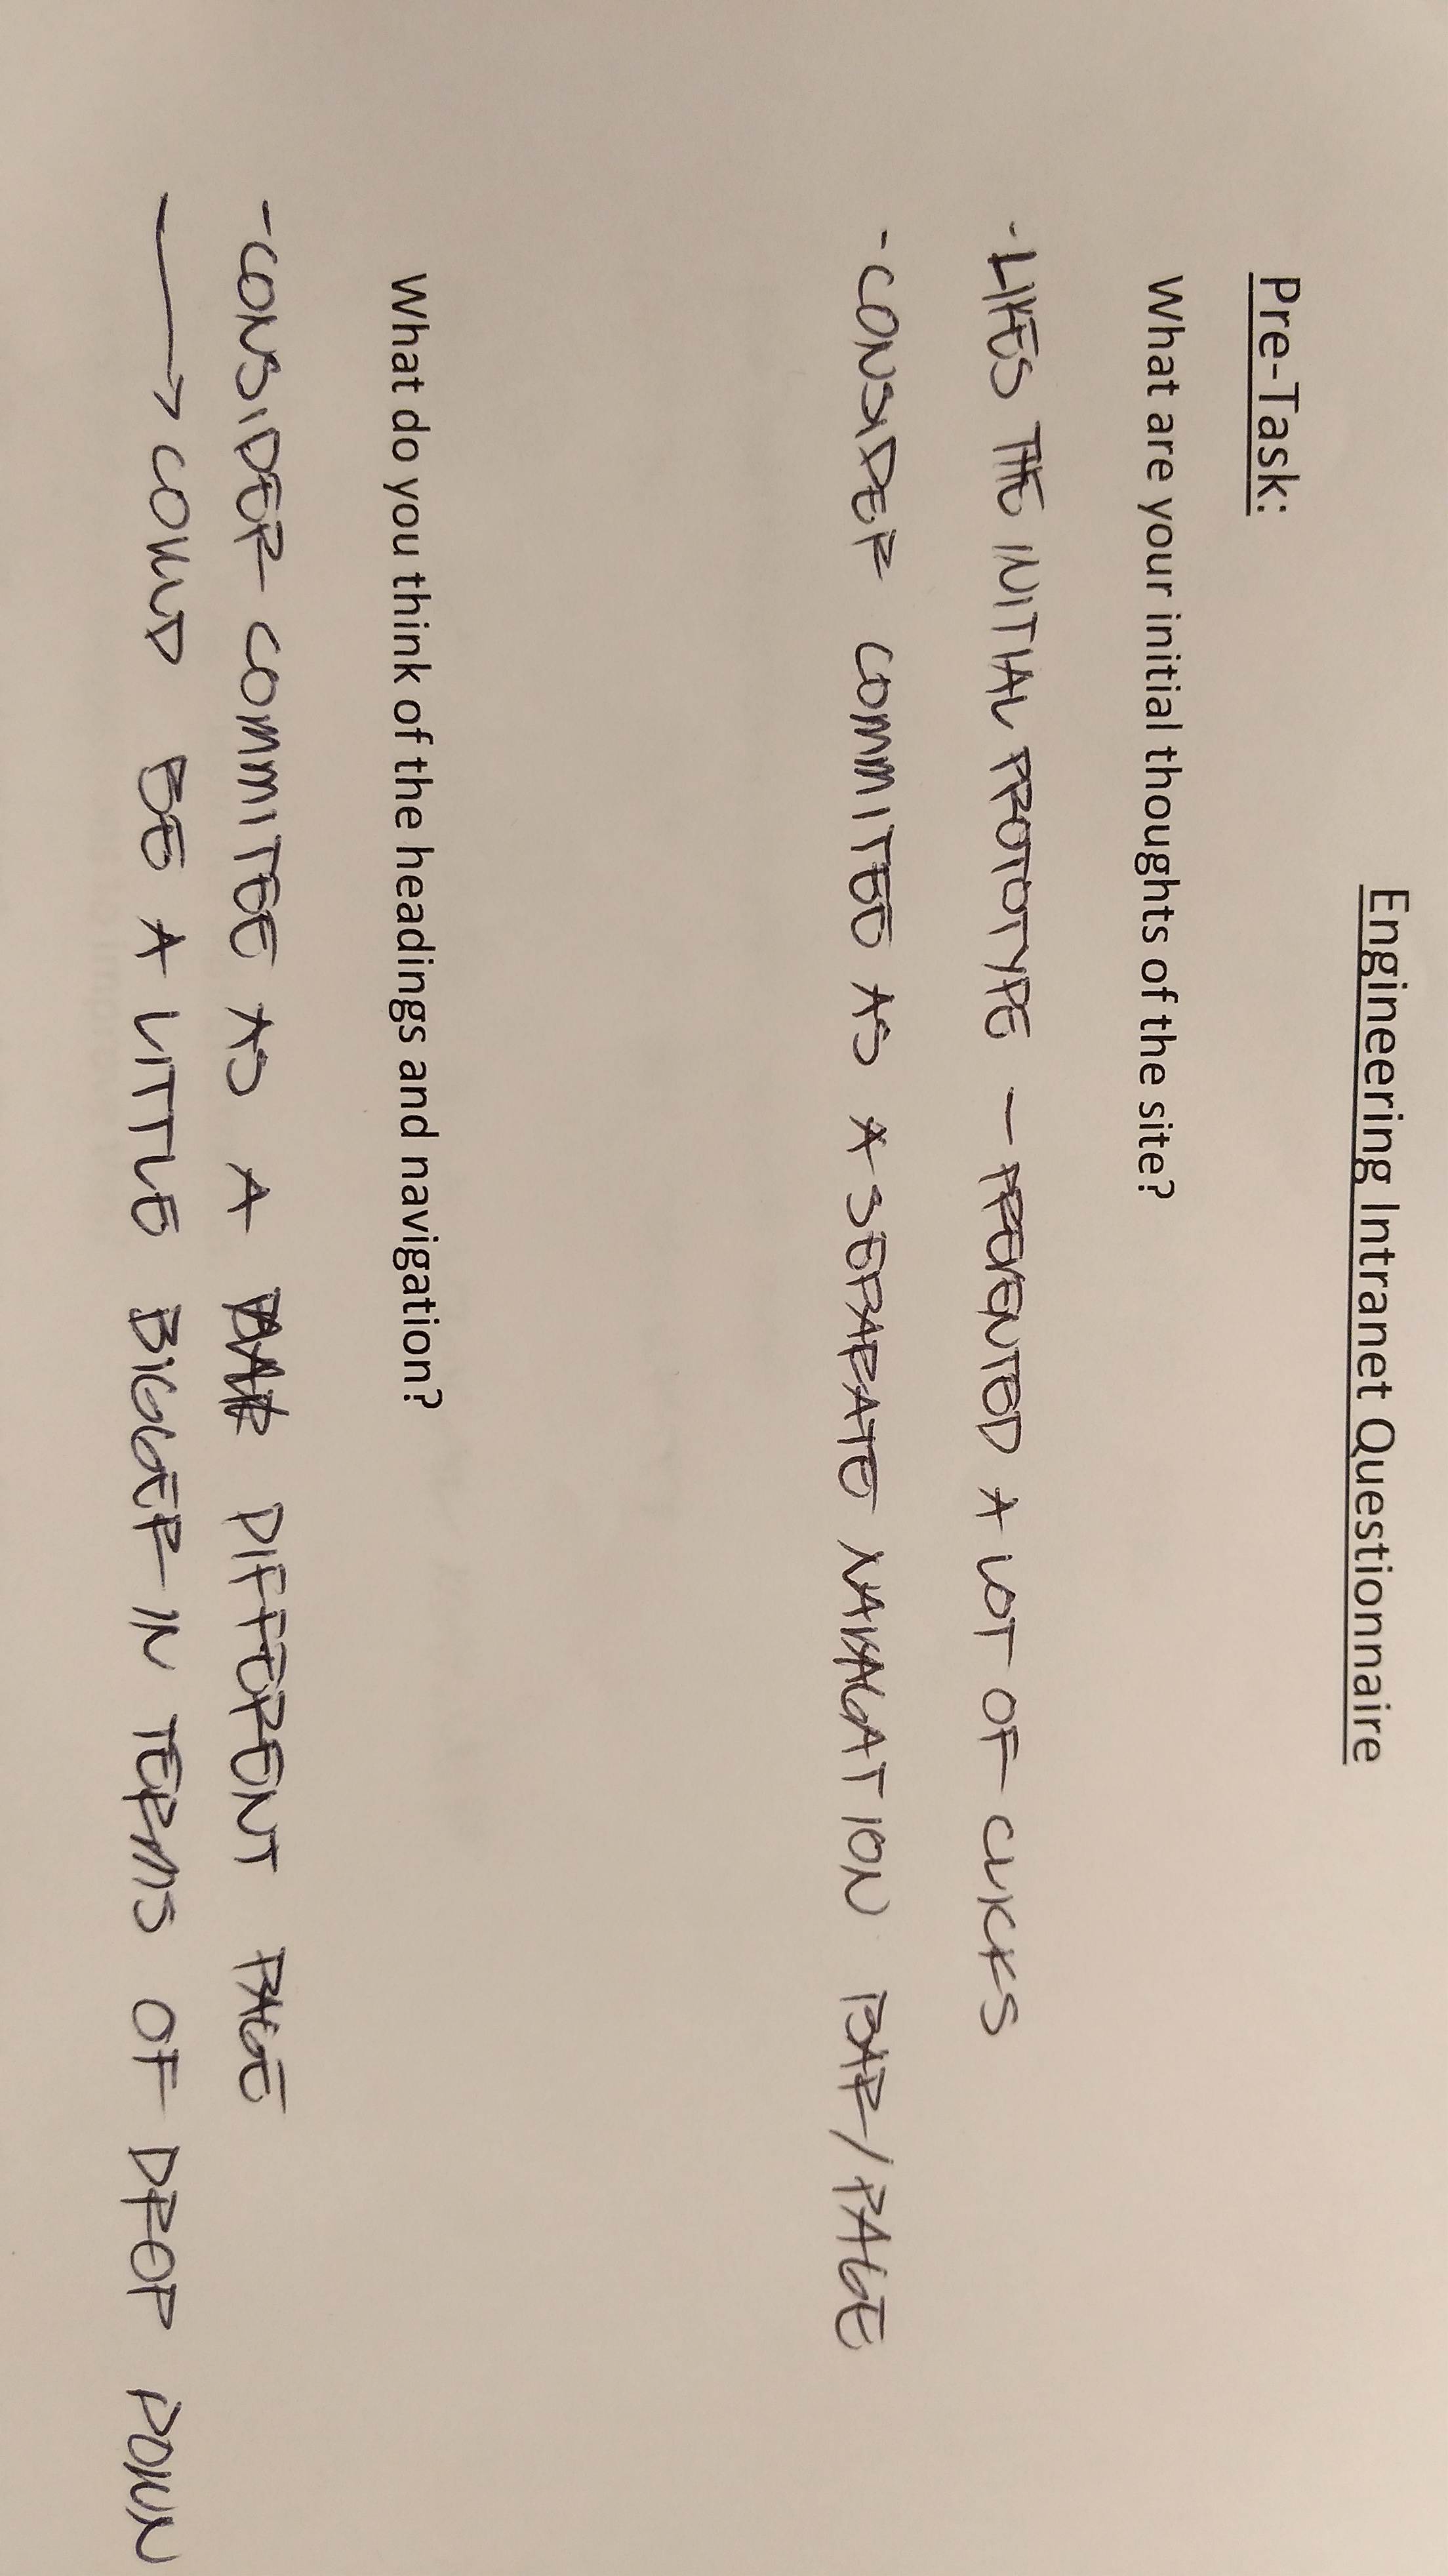 Engineering Intranet Questionnaire
Pre-Task:
What are your initial thoughts of the site?
- LIKES THE INITIAL PROTOTYPE — PREVENTED A LOT OF CLICKS
- CONSIDER COMMITEE AS A SEPARATE NAVAGATION BAR/PAGE
What do you think of the headings and navigation?
- CONSIDER COMMITEE AS A DIFFERENT PAGE
→ COULD BE A LITTLE BIGGER IN TERMS OF DROP DOWN